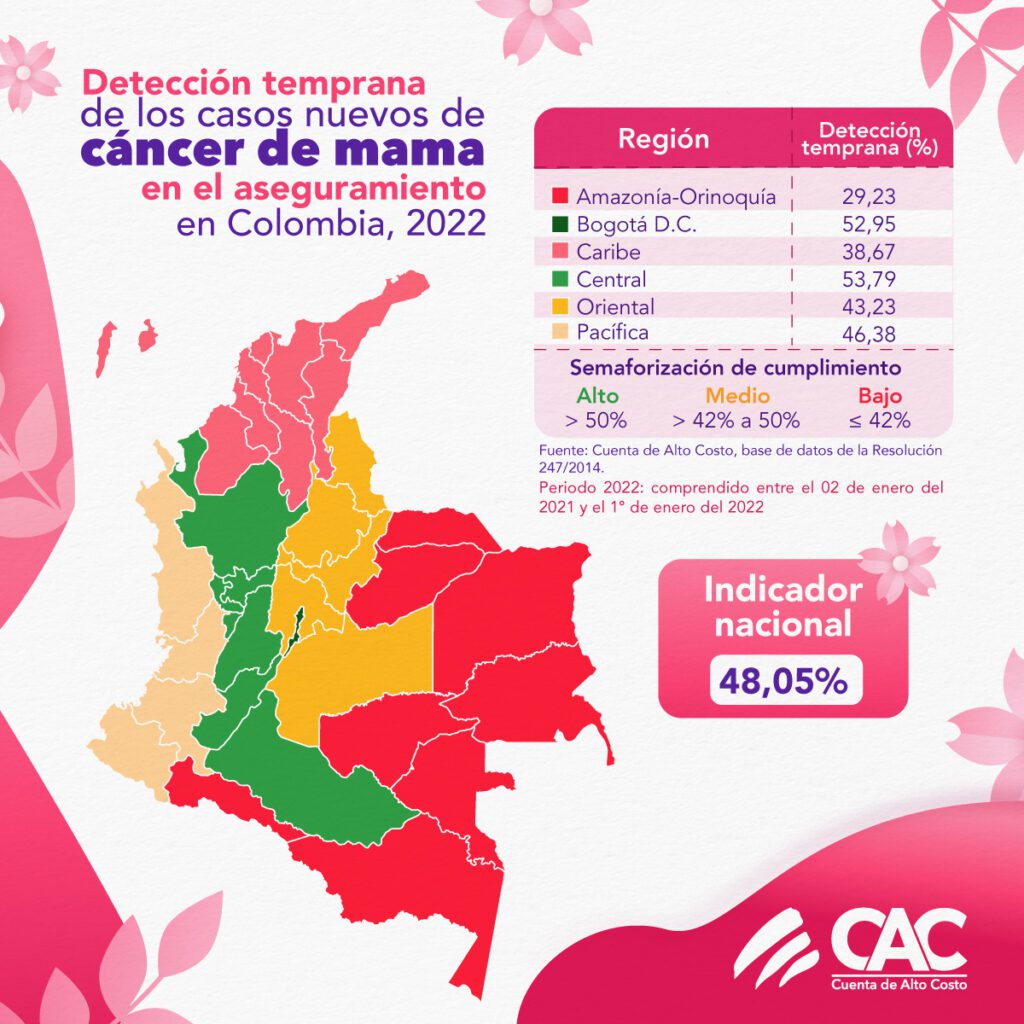 Detección temprana
de los casos nuevos de
cáncer de mama
en el aseguramiento
en Colombia, 2022
Región Detección temprana (%)
Amazonía-Orinoquía 29,23
Bogotá D.C. 52,95
Caribe 38,67
Central 53,79
Oriental 43,23
Pacífica 46,38
Semaforización de cumplimiento
Alto Medio Bajo
> 50% > 42% a 50% ≤ 42%
Fuente: Cuenta de Alto Costo, base de datos de la Resolución
247/2014.
Periodo 2022: comprendido entre el 02 de enero del
2021 y el 1° de enero del 2022
Indicador
nacional
48,05%
CAC
Cuenta de Alto Costo